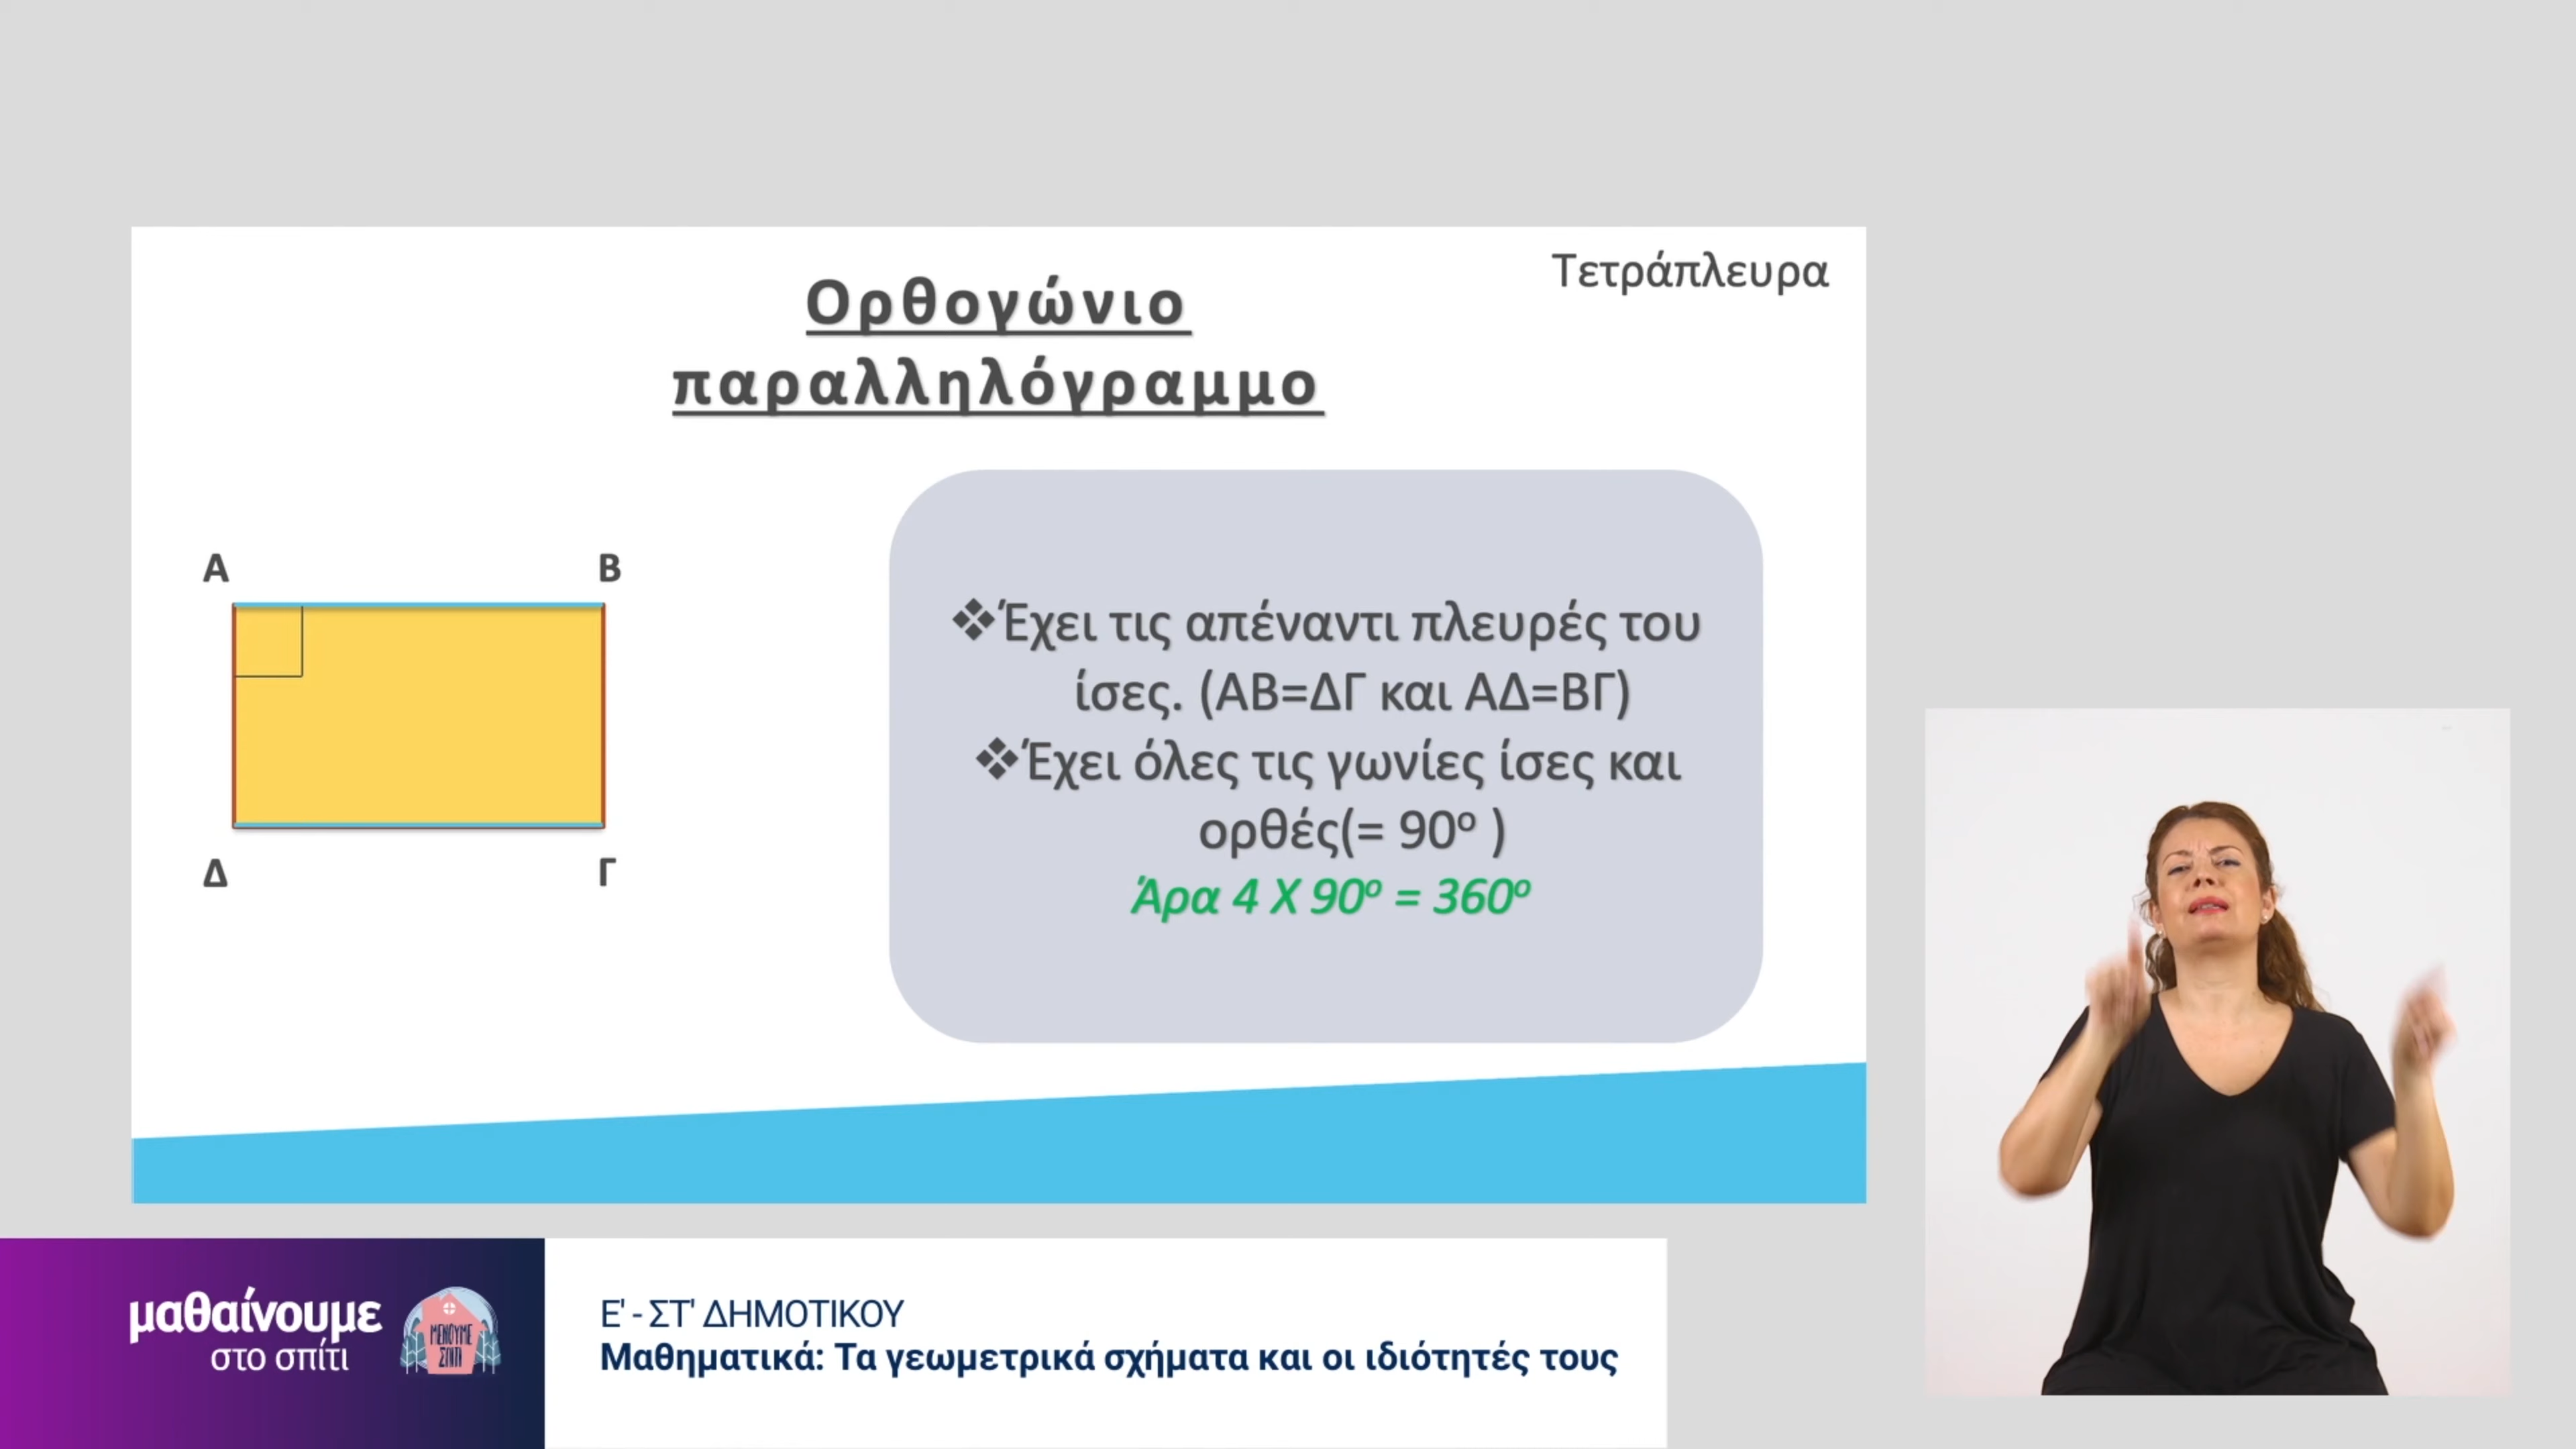 Τετράπλευρα
Ορθογώνιο
παραλληλόγραμμο
Α Β
Δ Γ
❖Έχει τις απέναντι πλευρές του
ίσες. (ΑΒ=ΔΓ και ΑΔ=ΒΓ)
❖Έχει όλες τις γωνίες ίσες και
ορθές(= 90ο )
Άρα 4 Χ 90ο = 360ο
μαθαίνουμε
στο σπίτι
ΜΕΝΟΥΜΕ
ΣΠΙΤΙ
Ε' - ΣΤ' ΔΗΜΟΤΙΚΟΥ
Μαθηματικά: Τα γεωμετρικά σχήματα και οι ιδιότητές τους